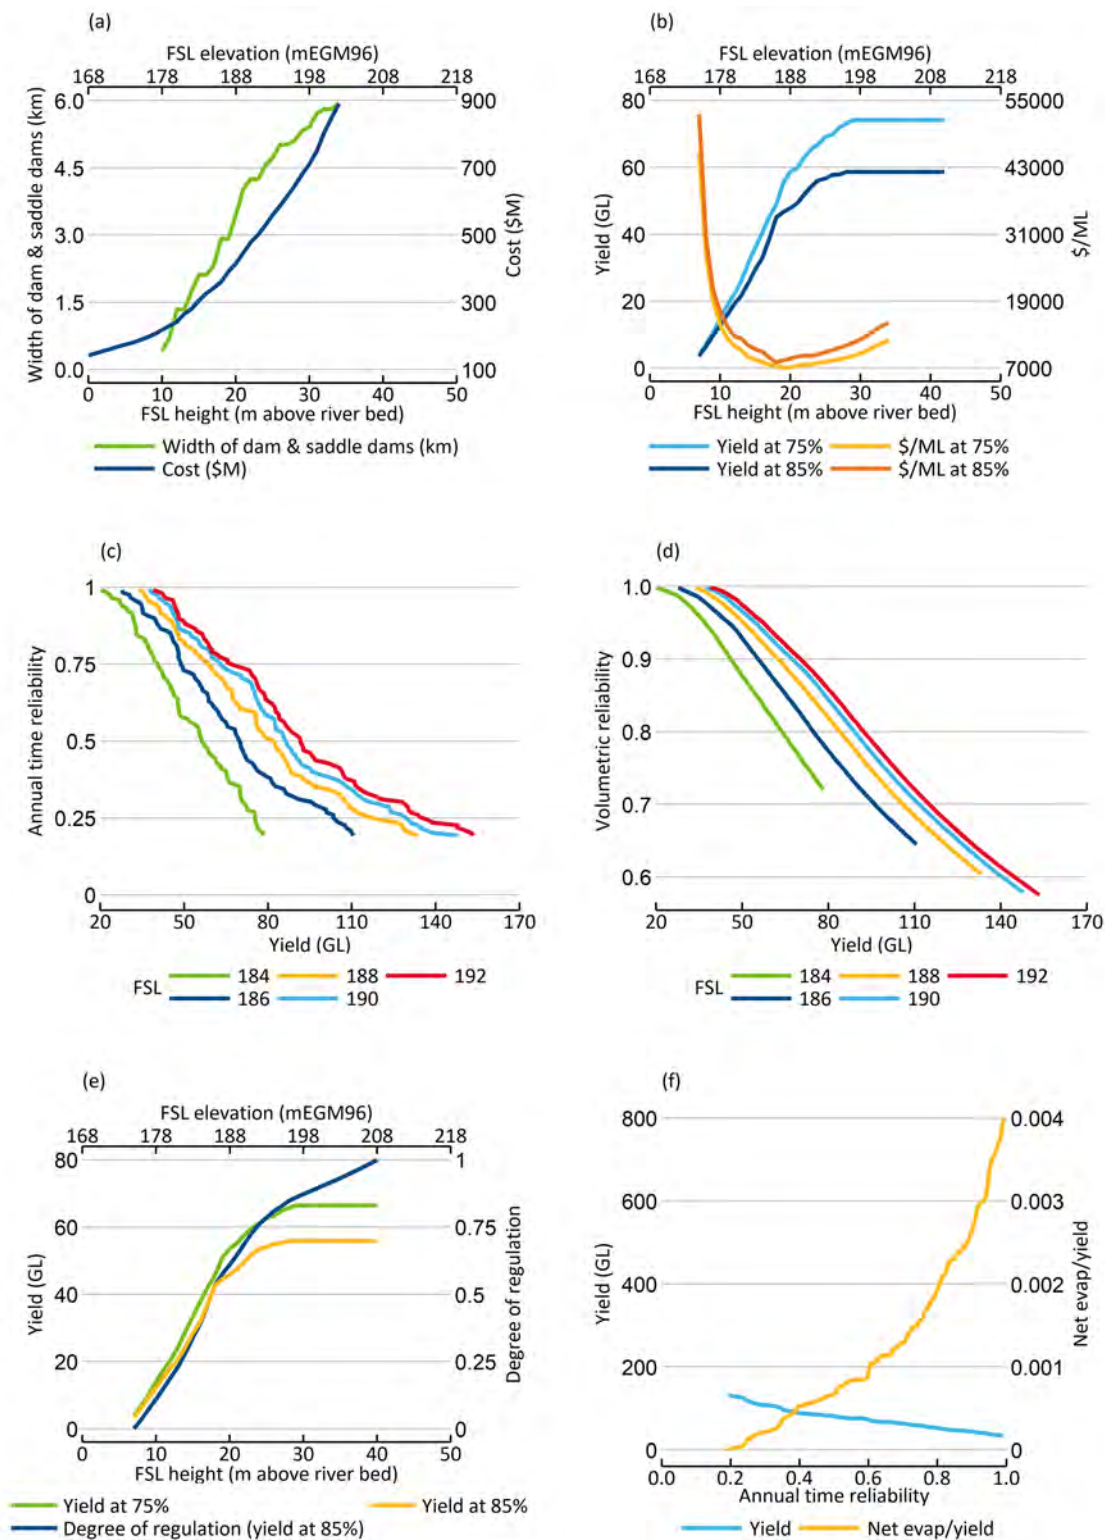 (a)
FSL elevation (mEGM96)
168 178 188 198 208 218
6.0 4.5 3.0 1.5 0.0
Width of dam & saddle dams (km)
900 700 500 300 100
Cost ($M)
0 10 20 30 40 50
FSL height (m above river bed)
Width of dam & saddle dams (km)
Cost ($M)
(b)
FSL elevation (mEGM96)
168 178 188 198 208 218
80 60 40 20 0
Yield (GL)
55000 43000 31000 19000 7000
$/ML
0 10 20 30 40 50
FSL height (m above river bed)
Yield at 75% $/ML at 75%
Yield at 85% $/ML at 85%
(c)
1 0.75 0.5 0.25 0
Annual time reliability
20 50 80 110 140 170
Yield (GL)
FSL 184 188 192
186 190
(d)
1.0 0.9 0.8 0.7 0.6
Volumetric reliability
20 50 80 110 140 170
Yield (GL)
FSL 184 188 192
186 190
(e)
FSL elevation (mEGM96)
168 178 188 198 208 218
80 60 40 20 0
Yield (GL)
1 0.75 0.5 0.25 0
Degree of regulation
0 10 20 30 40 50
FSL height (m above river bed)
Yield at 75% Yield at 85%
Degree of regulation (yield at 85%)
(f)
800 600 400 200 0
Yield (GL)
0.004 0.003 0.002 0.001 0
Net evap/yield
0.0 0.2 0.4 0.6 0.8 1.0
Annual time reliability
Yield Net evap/yield